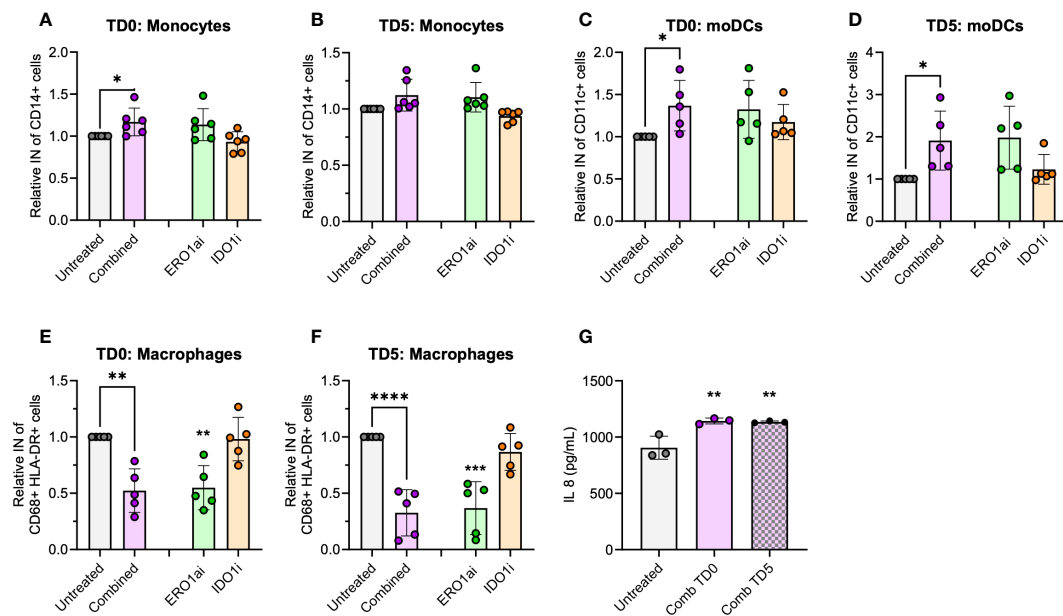 A
TD0: Monocytes
Relative IN of CD14+ cells
2.0
1.5
1.0
0.5
0.0
*
Untreated
Combined
ERO1ai
IDO1i
B
TD5: Monocytes
Relative IN of CD14+ cells
1.5
1.0
0.5
0.0
Untreated
Combined
ERO1ai
IDO1i
C
TD0: moDCs
Relative IN of CD11c+ cells
2.0
1.5
1.0
0.5
0.0
*
Untreated
Combined
ERO1ai
IDO1i
D
TD5: moDCs
Relative IN of CD11c+ cells
4
3
2
1
0
*
Untreated
Combined
ERO1ai
IDO1i
E
TD0: Macrophages
Relative IN of
CD68+ HLA-DR+ cells
1.5
1.0
0.5
0.0
**
**
Untreated
Combined
ERO1ai
IDO1i
F
TD5: Macrophages
Relative IN of
CD68+ HLA-DR+ cells
1.5
1.0
0.5
0.0
****
***
Untreated
Combined
ERO1ai
IDO1i
G
IL 8 (pg/mL)
1500
1000
500
0
**
**
Untreated
Comb TD0
Comb TD5